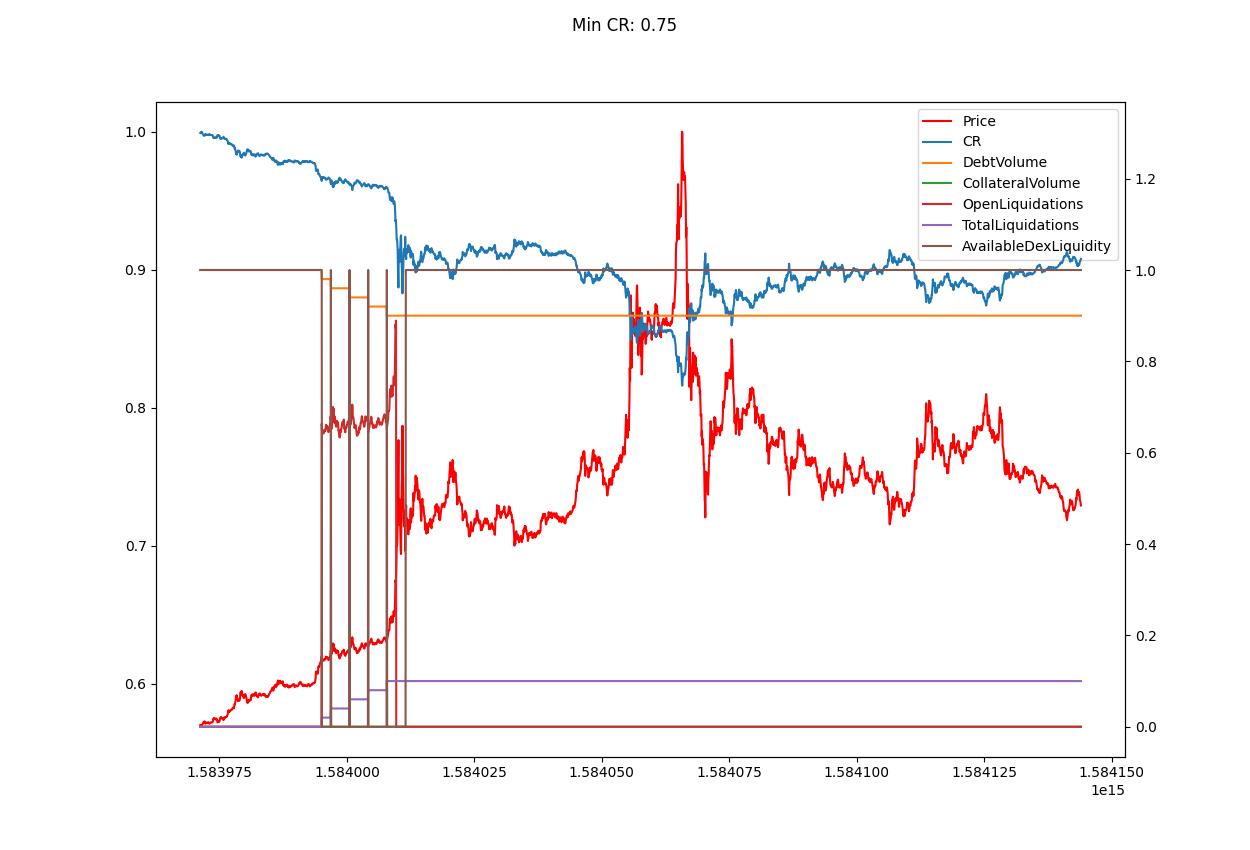 Min CR: 0.75
1.0
0.9
0.8
0.7
0.6
1.2
1.0
0.8
0.6
0.4
0.2
0.0
Price
CR
DebtVolume
CollateralVolume
OpenLiquidations
TotalLiquidations
AvailableDexLiquidity
1.583975 1.584000 1.584025 1.584050 1.584075 1.584100 1.584125 1.584150
1e15